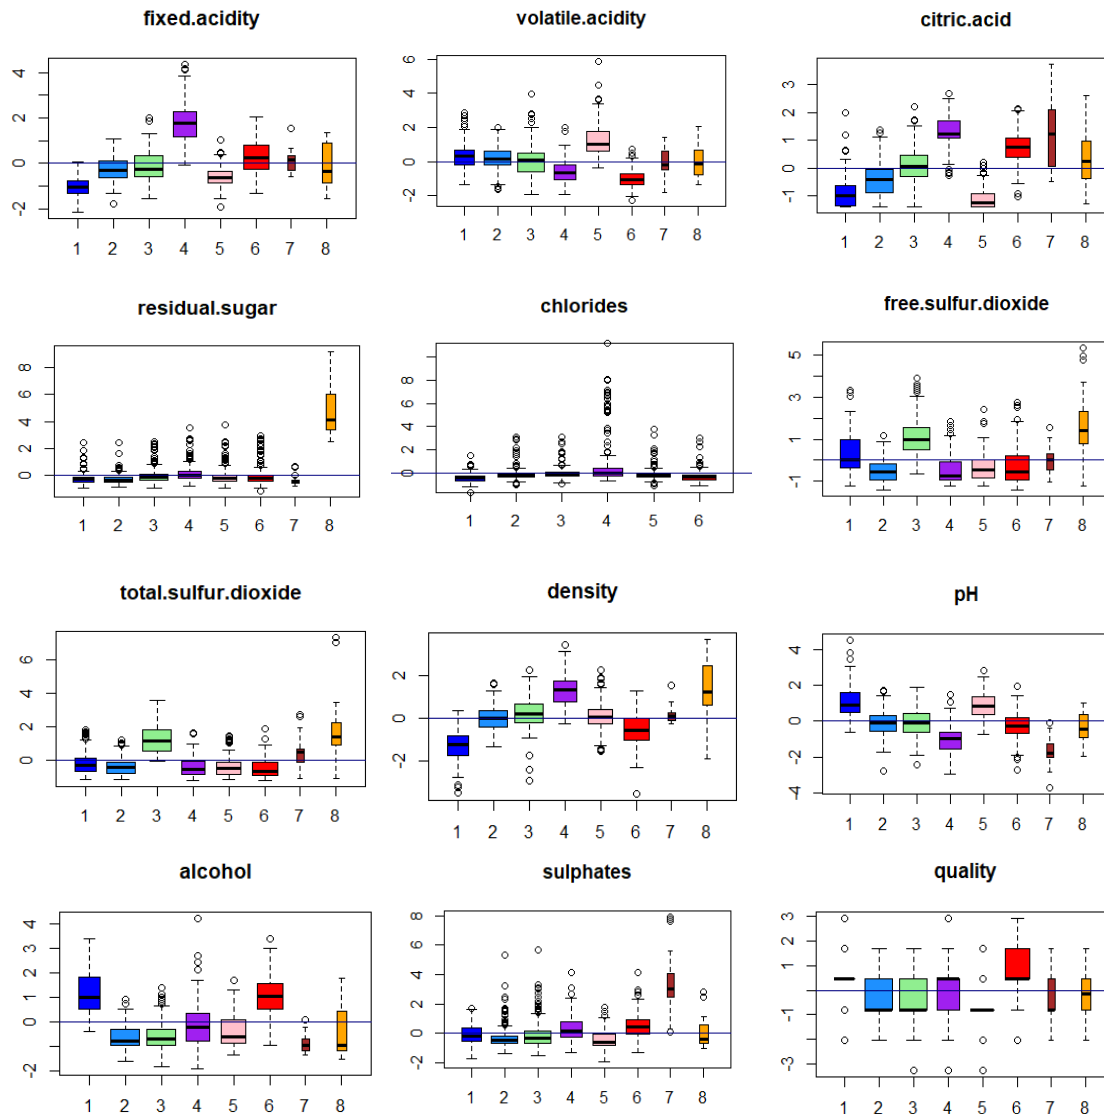 fixed.acidity
4
2
0
-2
1 2 3 4 5 6 7 8
volatile.acidity
6
4
2
0
-2
1 2 3 4 5 6 7 8
citric.acid
3
2
1
0
-1
1 2 3 4 5 6 7 8
residual.sugar
8
6
4
2
0
1 2 3 4 5 6 7 8
chlorides
8
6
4
2
0
1 2 3 4 5 6
free.sulfur.dioxide
5
3
1
-1
1 2 3 4 5 6 7 8
total.sulfur.dioxide
6
4
2
0
1 2 3 4 5 6 7 8
density
2
0
-2
1 2 3 4 5 6 7 8
pH
4
2
0
-2
-4
1 2 3 4 5 6 7 8
alcohol
4
3
2
1
0
-2
1 2 3 4 5 6 7 8
sulphates
8
6
4
2
0
-2
1 2 3 4 5 6 7 8
quality
3
1
-1
-3
1 2 3 4 5 6 7 8